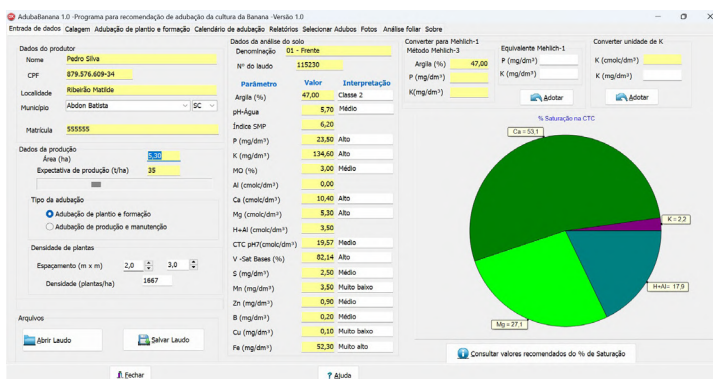 AdubaBanana 1.0 -Programa para recomendação de adubação da cultura da Banana -Versão 1.0
Entrada de dados Calagem Adubação de plantio e formação Calendário de adubação Relatórios Selecionar Adubos Fotos Análise foliar Sobre
Dados do produtor
Nome Pedro Silva
CPF 879.576.609-34
Localidade Ribeirão Matilde
Município Abdon Batista SC
Matrícula 555555
Dados da produção
Área (ha) 5,30
Expectativa de produção (t/ha) 35
Tipo da adubação
Adubação de plantio e formação
Adubação de produção e manutenção
Densidade de plantas
Espaçamento (m x m) 2,0 3,0
Densidade (plantas/ha) 1667
Arquivos
Abrir Laudo Salvar Laudo
Dados da análise do solo
Denominação 01 - Frente
N° do laudo 115230
Parâmetro Valor Interpretação
Argila (%) 47,00 Classe 2
pH-Água 5,70 Médio
Índice SMP 6,20
P (mg/dm³) 23,50 Alto
K (mg/dm³) 134,60 Alto
MO (%) 3,00 Médio
Al (cmolc/dm³) 0,00
Ca (cmolc/dm³) 10,40 Alto
Mg (cmolc/dm³) 5,30 Alto
H+Al (cmolc/dm³) 3,50
CTC pH7(cmolc/dm³) 19,57 Medio
V -Sat Bases (%) 82,14 Alto
S (mg/dm³) 2,50 Médio
Mn (mg/dm³) 3,50 Muito baixo
Zn (mg/dm³) 0,90 Médio
B (mg/dm³) 0,20 Médio
Cu (mg/dm³) 0,10 Muito baixo
Fe (mg/dm³) 52,30 Muito alto
Converter para Mehlich-1
Método Mehlich-3
Argila (%) 47,00
P (mg/dm³)
K(mg/dm³)
Equivalente Mehlich-1
P (mg/dm³)
K (mg/dm³)
Adotar
Converter unidade de K
K (cmolc/dm³)
K (mg/dm³)
Adotar
% Saturação na CTC
Ca = 53,1
K = 2,2
H+Al= 17,9
Mg = 27,1
Consultar valores recomendados do % de Saturação
Fechar Ajuda